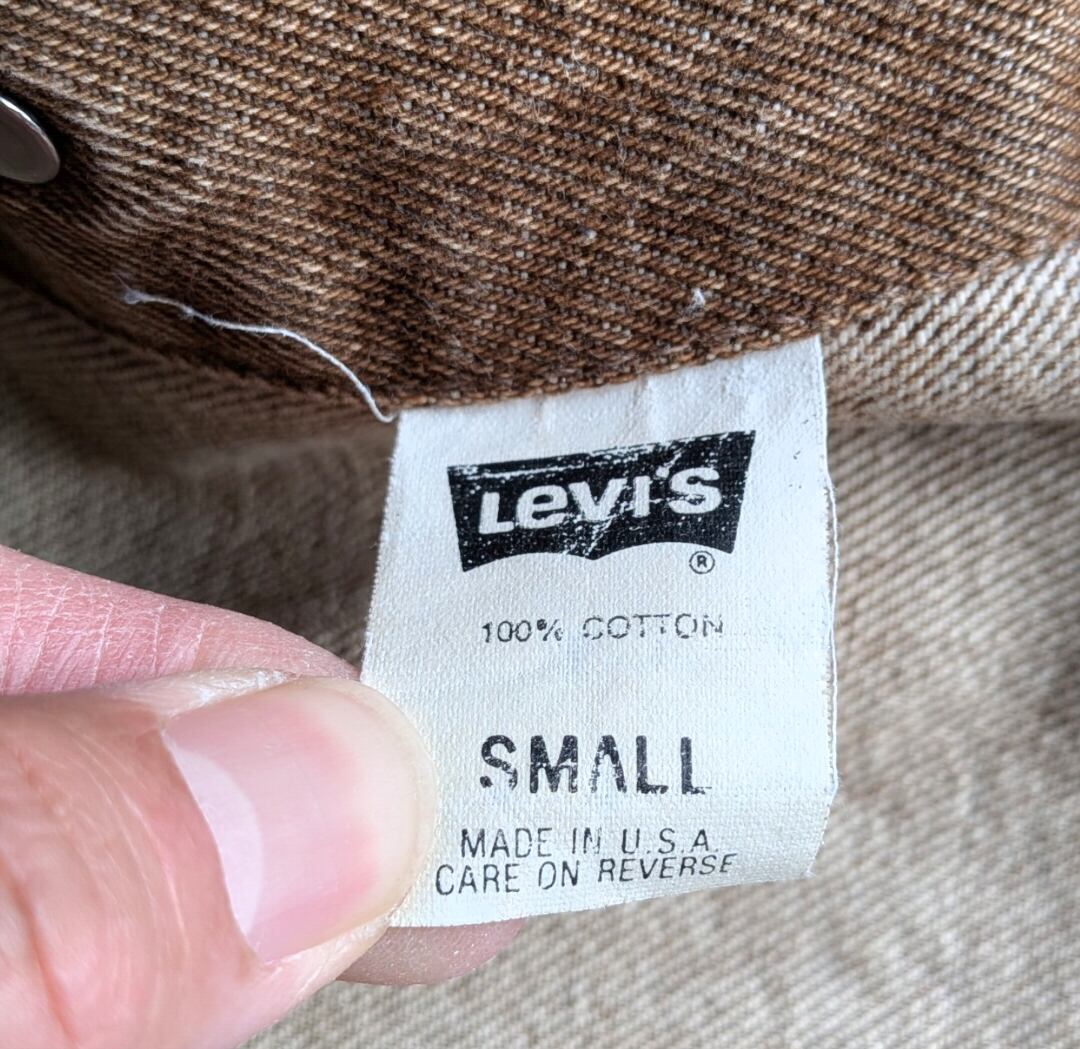 Levi's
®
100% COTTON
SMALL
MADE IN U.S.A.
CARE ON REVERSE